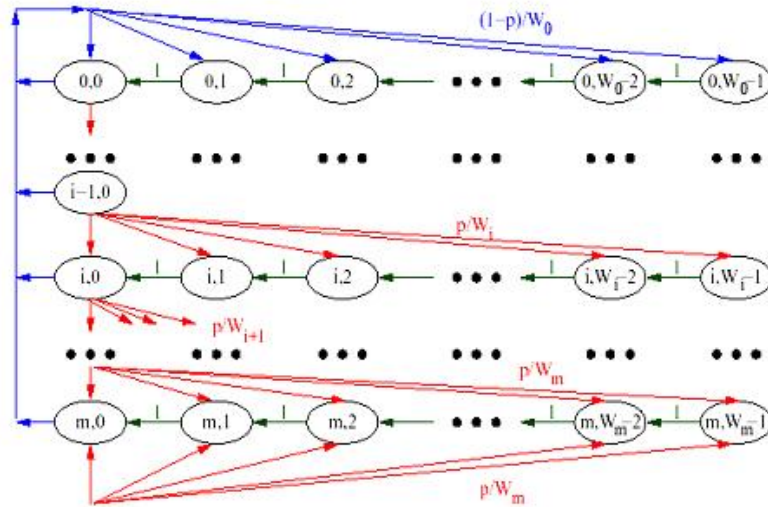 (1−p)/W₀
1 1 1 1
0,0 0,1 0,2 0,W₀−2 0,W₀−1
i−1,0
p/Wᵢ
1 1 1 1
i,0 i,1 i,2 i,Wᵢ−2 i,Wᵢ−1
p/Wᵢ₊₁
p/Wₘ
1 1 1 1
m,0 m,1 m,2 m,Wₘ−2 m,Wₘ−1
p/Wₘ